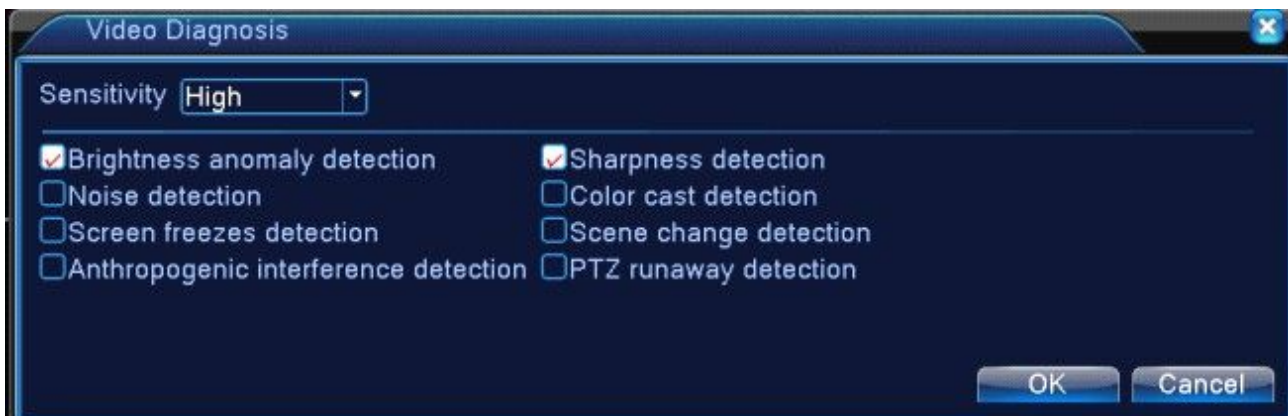 Video Diagnosis
Sensitivity High
Brightness anomaly detection Sharpness detection
Noise detection Color cast detection
Screen freezes detection Scene change detection
Anthropogenic interference detection PTZ runaway detection
OK Cancel